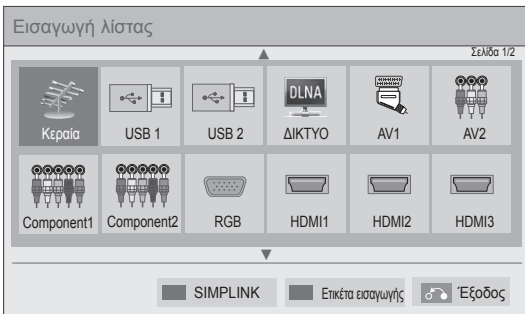 Εισαγωγή λίστας
Σελίδα 1/2
DLNA
Κεραία USB 1 USB 2 ΔΙΚΤΥΟ AV1 AV2
Component1 Component2 RGB HDMI1 HDMI2 HDMI3
SIMPLINK Ετικέτα εισαγωγής Έξοδος